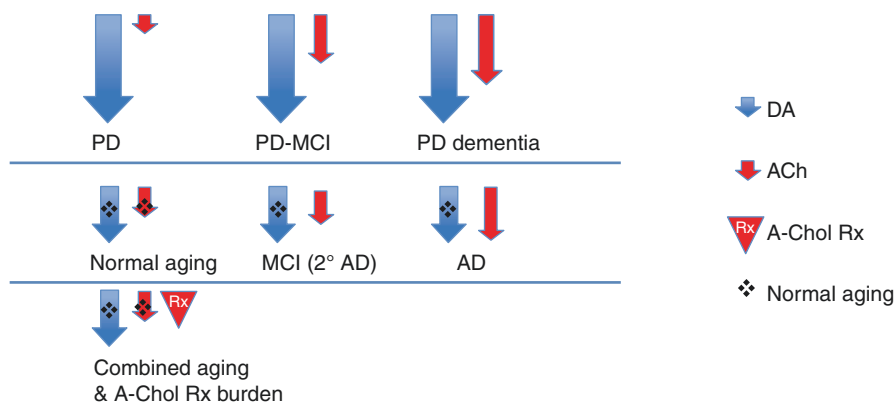 PD
PD-MCI
PD dementia
Normal aging
MCI (2° AD)
AD
Rx
Combined aging
& A-Chol Rx burden
DA
ACh
Rx
A-Chol Rx
Normal aging